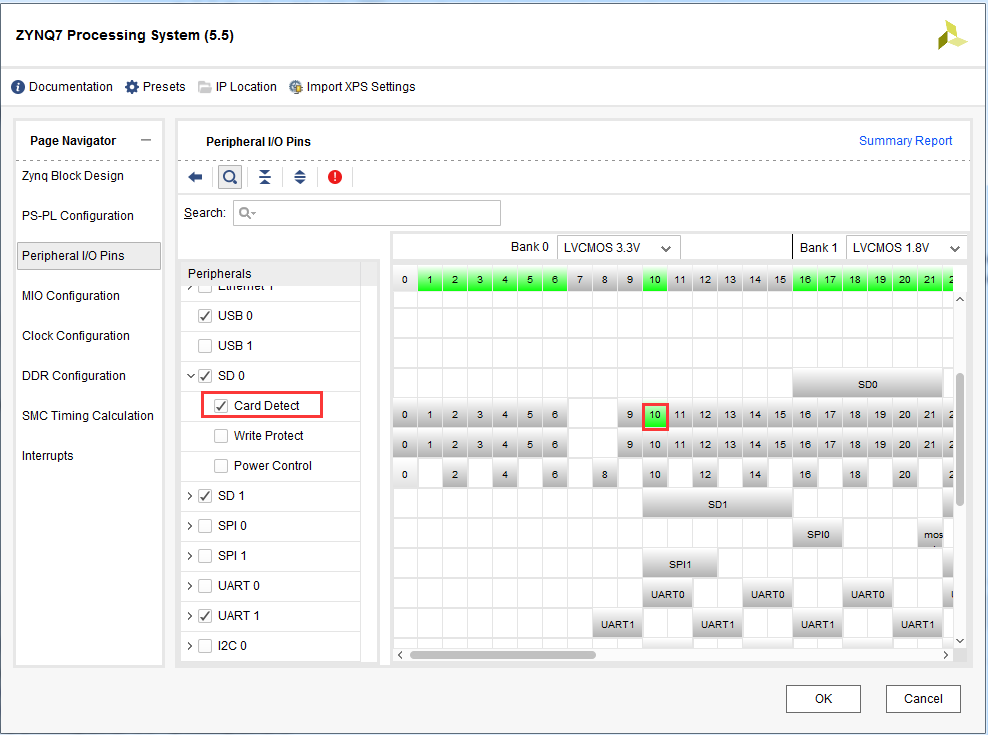 ZYNQ7 Processing System (5.5)
Documentation Presets IP Location Import XPS Settings
Page Navigator
Zynq Block Design
PS-PL Configuration
Peripheral I/O Pins
MIO Configuration
Clock Configuration
DDR Configuration
SMC Timing Calculation
Interrupts
Peripheral I/O Pins Summary Report
Search:
Bank 0 LVCMOS 3.3V Bank 1 LVCMOS 1.8V
Peripherals
0 1 2 3 4 5 6 7 8 9 10 11 12 13 14 15 16 17 18 19 20 21 2
Ethernet 1
USB 0
USB 1
SD 0 SD0
Card Detect 0 1 2 3 4 5 6 9 10 11 12 13 14 15 16 17 18 19 20 21 2
Write Protect 0 1 2 3 4 5 6 9 10 11 12 13 14 15 16 17 18 19 20 21 2
Power Control 0 2 4 6 8 10 12 14 16 18 20
SD 1 SD1
SPI 0 SPI0 mos
SPI 1 SPI1
UART 0 UART0 UART0 UART0
UART 1 UART1 UART1 UART1 UART1
I2C 0
OK Cancel